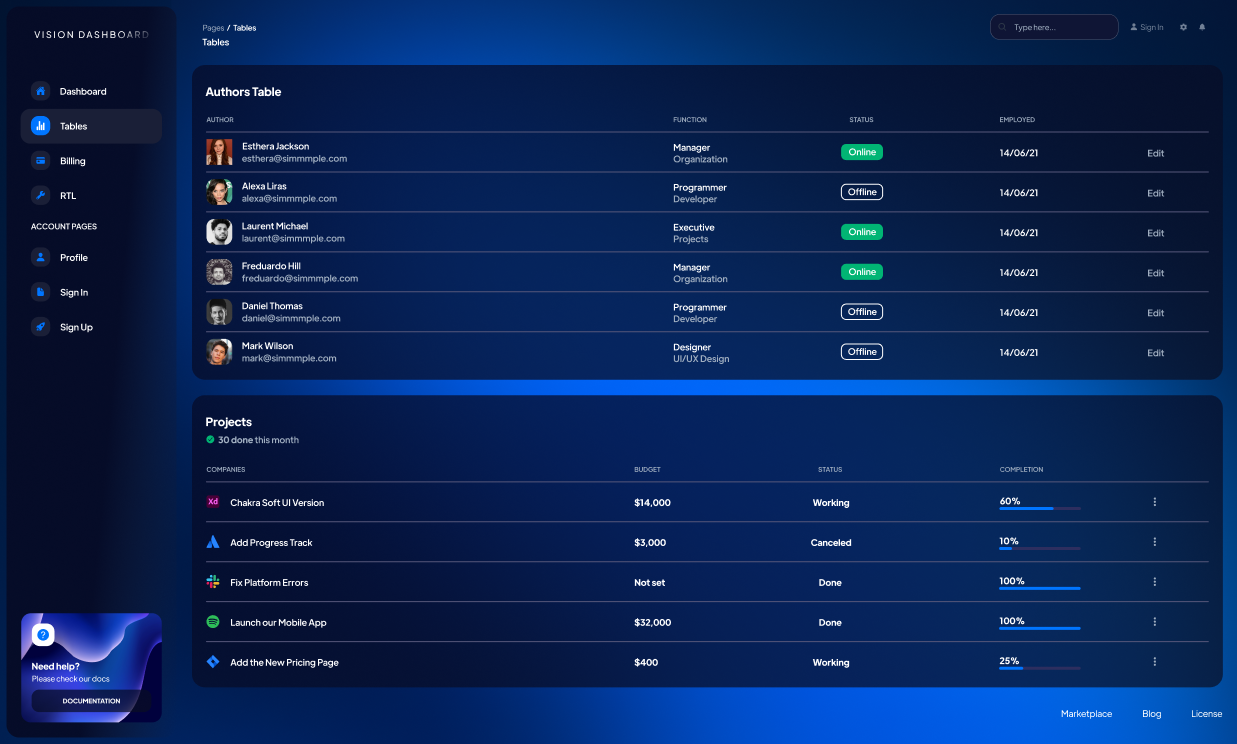 VISION DASHBOARD
Dashboard
Tables
Billing
RTL
ACCOUNT PAGES
Profile
Sign In
Sign Up
?
Need help?
Please check our docs
DOCUMENTATION
Pages / Tables
Tables
Type here...
Sign In
Authors Table
AUTHOR FUNCTION STATUS EMPLOYED
Esthera Jackson
esthera@simmmple.com
Manager
Organization
Online
14/06/21
Edit
Alexa Liras
alexa@simmmple.com
Programmer
Developer
Offline
14/06/21
Edit
Laurent Michael
laurent@simmmple.com
Executive
Projects
Online
14/06/21
Edit
Freduardo Hill
freduardo@simmmple.com
Manager
Organization
Online
14/06/21
Edit
Daniel Thomas
daniel@simmmple.com
Programmer
Developer
Offline
14/06/21
Edit
Mark Wilson
mark@simmmple.com
Designer
UI/UX Design
Offline
14/06/21
Edit
Projects
30 done this month
COMPANIES BUDGET STATUS COMPLETION
Xd Chakra Soft UI Version $14,000 Working 60%
Add Progress Track $3,000 Canceled 10%
Fix Platform Errors Not set Done 100%
Launch our Mobile App $32,000 Done 100%
Add the New Pricing Page $400 Working 25%
Marketplace Blog License